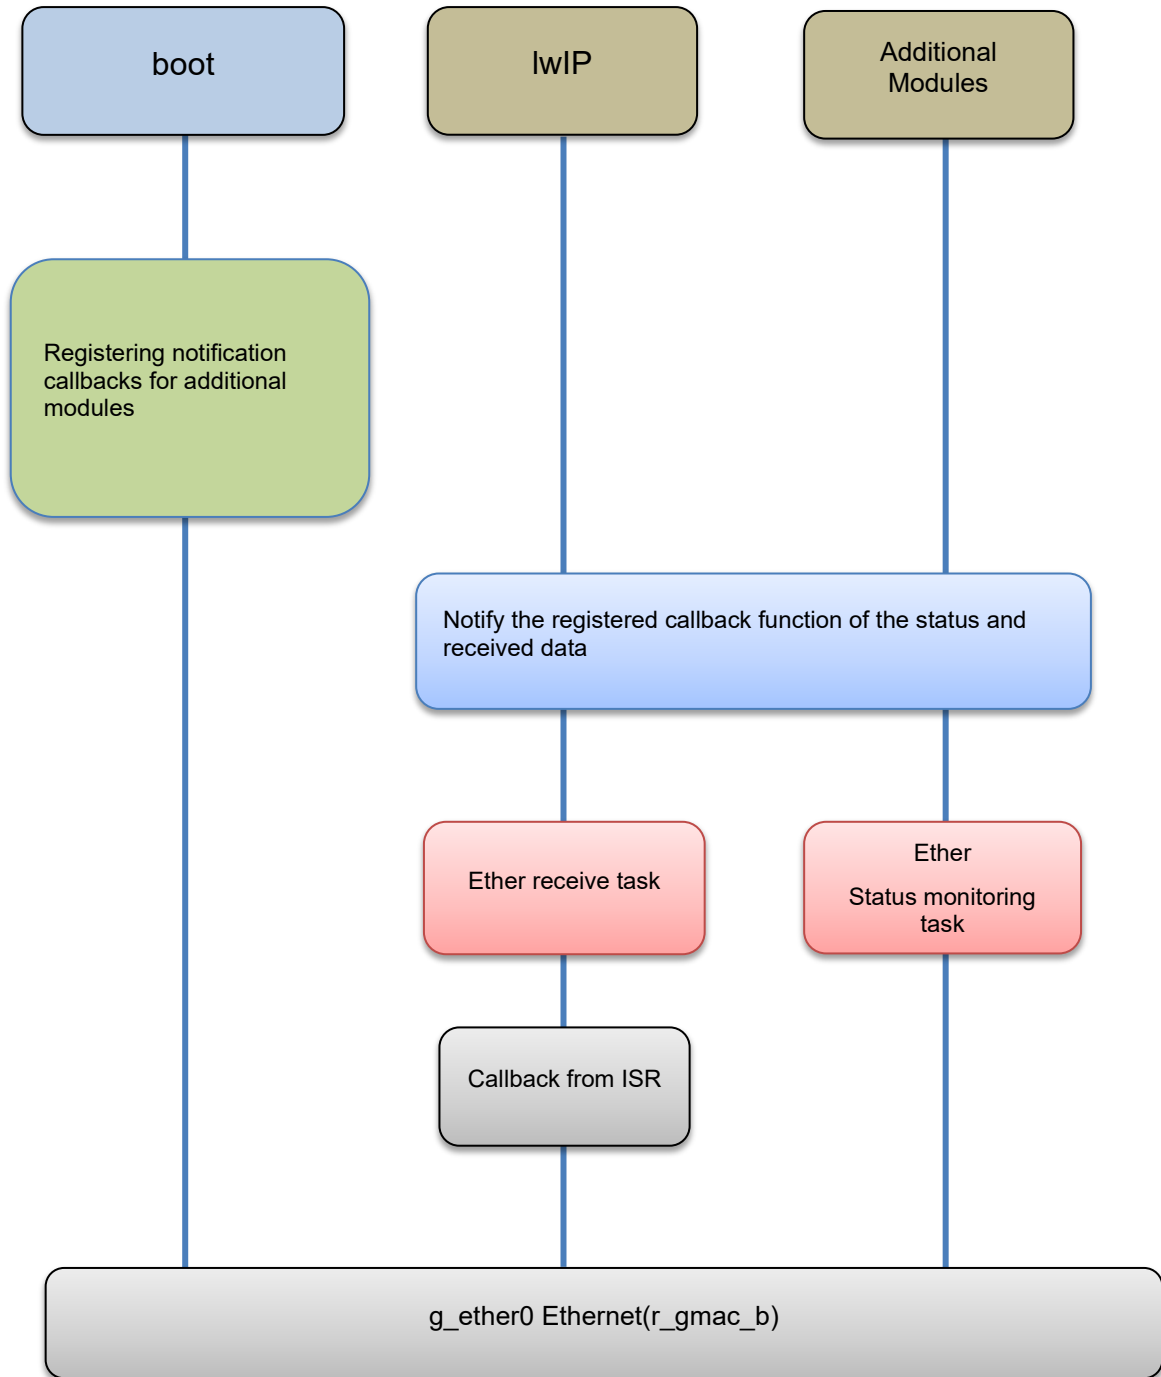 boot
lwIP
Additional
Modules
Registering notification
callbacks for additional
modules
Notify the registered callback function of the status and
received data
Ether receive task
Ether
Status monitoring
task
Callback from ISR
g_ether0 Ethernet(r_gmac_b)